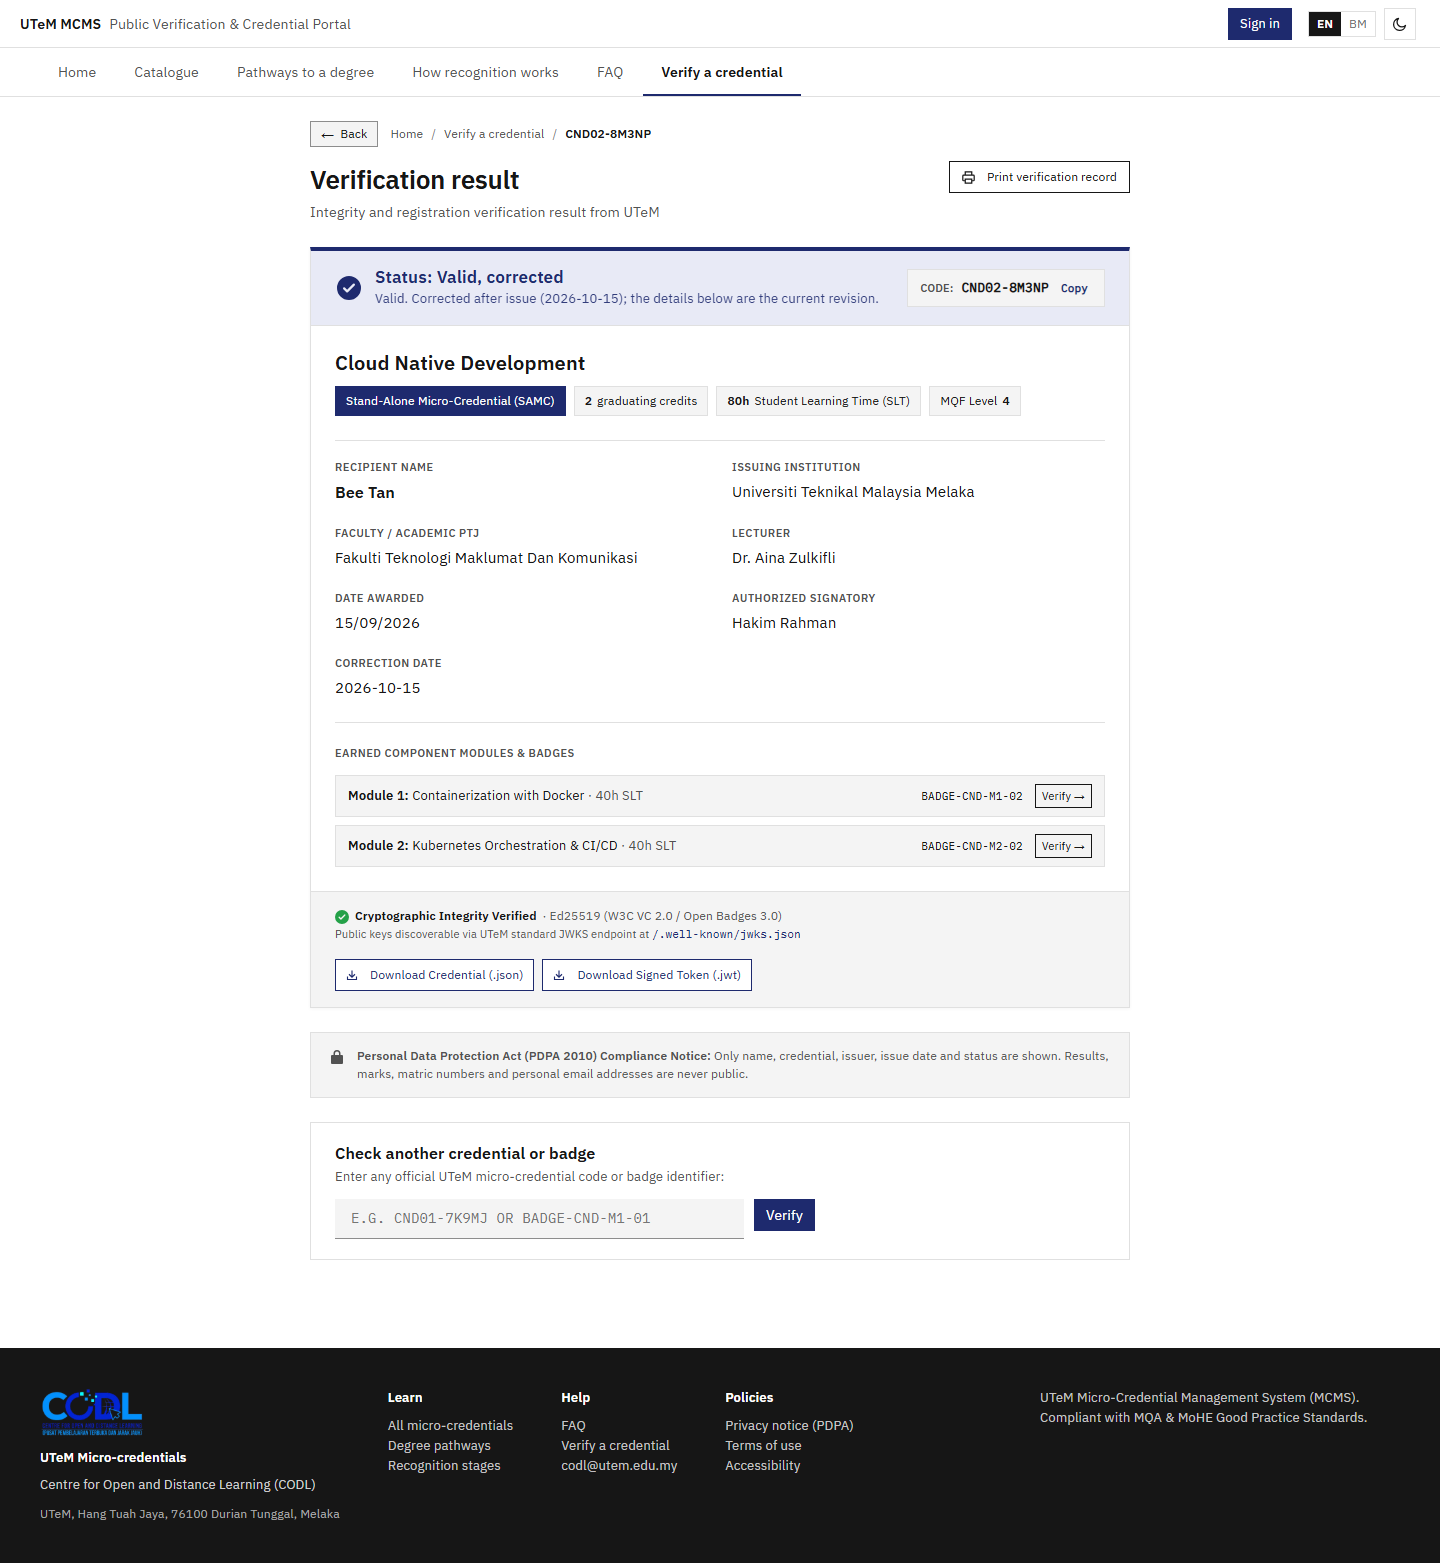 UTeM MCMS Public Verification & Credential Portal
Sign in
EN BM
Home Catalogue Pathways to a degree How recognition works FAQ Verify a credential
← Back Home / Verify a credential / CND02-8M3NP
Verification result
Print verification record
Integrity and registration verification result from UTeM
Status: Valid, corrected
Valid. Corrected after issue (2026-10-15); the details below are the current revision.
CODE: CND02-8M3NP Copy
Cloud Native Development
Stand-Alone Micro-Credential (SAMC) 2 graduating credits 80h Student Learning Time (SLT) MQF Level 4
RECIPIENT NAME
Bee Tan
ISSUING INSTITUTION
Universiti Teknikal Malaysia Melaka
FACULTY / ACADEMIC PTJ
Fakulti Teknologi Maklumat Dan Komunikasi
LECTURER
Dr. Aina Zulkifli
DATE AWARDED
15/09/2026
AUTHORIZED SIGNATORY
Hakim Rahman
CORRECTION DATE
2026-10-15
EARNED COMPONENT MODULES & BADGES
Module 1: Containerization with Docker · 40h SLT BADGE-CND-M1-02 Verify →
Module 2: Kubernetes Orchestration & CI/CD · 40h SLT BADGE-CND-M2-02 Verify →
Cryptographic Integrity Verified · Ed25519 (W3C VC 2.0 / Open Badges 3.0)
Public keys discoverable via UTeM standard JWKS endpoint at /.well-known/jwks.json
Download Credential (.json) Download Signed Token (.jwt)
Personal Data Protection Act (PDPA 2010) Compliance Notice: Only name, credential, issuer, issue date and status are shown. Results,
marks, matric numbers and personal email addresses are never public.
Check another credential or badge
Enter any official UTeM micro-credential code or badge identifier:
E.G. CND01-7K9MJ OR BADGE-CND-M1-01
Verify
CODL
UTeM Micro-credentials
Centre for Open and Distance Learning (CODL)
UTeM, Hang Tuah Jaya, 76100 Durian Tunggal, Melaka
Learn
All micro-credentials
Degree pathways
Recognition stages
Help
FAQ
Verify a credential
codl@utem.edu.my
Policies
Privacy notice (PDPA)
Terms of use
Accessibility
UTeM Micro-Credential Management System (MCMS).
Compliant with MQA & MoHE Good Practice Standards.